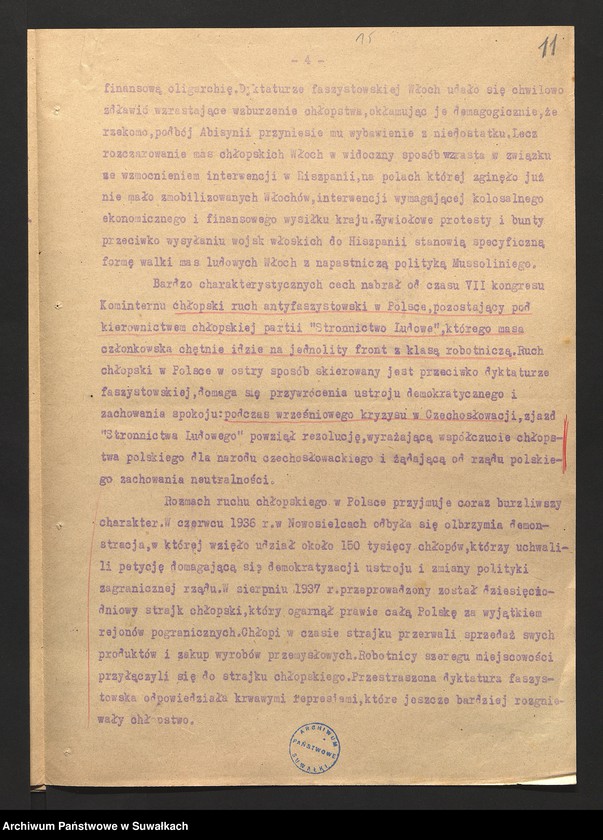 15
11
- 4 -
finansową oligarchię.Dyktaturze faszystowskiej Włoch udało się chwilowo
zdławić wzrastające wzburzenie chłopstwa,okłamując je demagogicznie,że
rzekomo,podbój Abisynii przyniesie mu wybawienie z niedostatku.Lecz
rozczarowanie mas chłopskich Włoch w widoczny sposób wzrasta w związku
ze wzmocnieniem interwencji w Hiszpanii,na polach której zginęło już
nie mało zmobilizowanych Włochów,interwencji wymagającej kolosalnego
ekonomicznego i finansowego wysiłku kraju.Żywiołowe protesty i bunty
przeciwko wysyłaniu wojsk włoskich do Hiszpanii stanowią specyficzną
formę walki mas ludowych Włoch z napastniczą polityką Mussoliniego.
Bardzo charakterystycznych cech nabrał od czasu VII kongresu
Kominternu chłopski ruch antyfaszystowski w Polsce,pozostający pod
kierownictwem chłopskiej partii "Stronnictwo Ludowe",którego masa
członkowska chętnie idzie na jednolity front z klasą robotniczą.Ruch
chłopski w Polsce w ostry sposób skierowany jest przeciwko dyktaturze
faszystowskiej,domaga się przywrócenia ustroju demokratycznego i
zachowania spokoju:podczas wrześniowego kryzysu w Czechosłowacji,zjazd
"Stronnictwa Ludowego" powziął rezolucję,wyrażającą współczucie chłops-
twa polskiego dla narodu czechosłowackiego i żądającą od rządu polskie-
go zachowania neutralności.
Rozmach ruchu chłopskiego w Polsce przyjmuje coraz burzliwszy
charakter.W czerwcu 1936 r.w Nowosielcach odbyła się olbrzymia demon-
stracja,w której wzięło udział około 150 tysięcy chłopów,którzy uchwali-
li petycję domagającą się demokratyzacji ustroju i zmiany polityki
zagranicznej rządu.W sierpniu 1937 r.przeprowadzony został dziesięcio-
dniowy strajk chłopski,który ogarnął prawie całą Polskę za wyjątkiem
rejonów pogranicznych.Chłopi w czasie strajku przerwali sprzedaż swych
produktów i zakup wyrobów przemysłowych.Robotnicy szeregu miejscowości
przyłączyli się do strajku chłopskiego.Przestraszona dyktatura faszys-
towska odpowiedziała krwawymi represjami,które jeszcze bardziej rozgnie-
wały chłopstwo.
ARCHIWUM
PAŃSTWOWE
SUWAŁKI
Archiwum Państwowe w Suwałkach